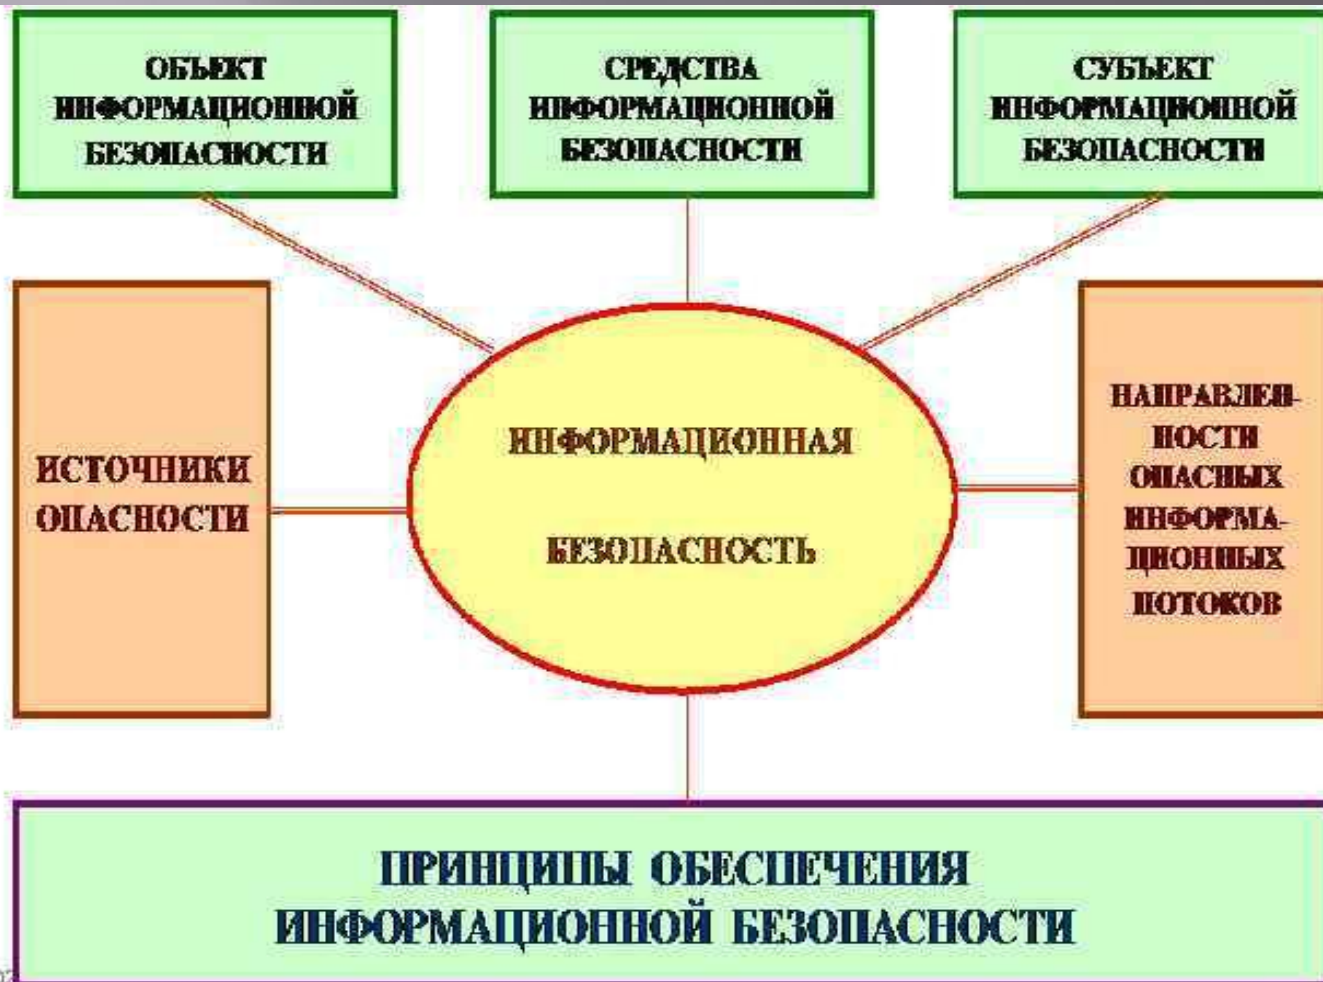 ОБЪЕКТ
ИНФОРМАЦИОННОЙ
БЕЗОПАСНОСТИ
СРЕДСТВА
ИНФОРМАЦИОННОЙ
БЕЗОПАСНОСТИ
СУБЪЕКТ
ИНФОРМАЦИОННОЙ
БЕЗОПАСНОСТИ
ИСТОЧНИКИ
ОПАСНОСТИ
ИНФОРМАЦИОННАЯ
БЕЗОПАСНОСТЬ
НАПРАВЛЕН-
НОСТИ
ОПАСНЫХ
ИНФОРМА-
ЦИОННЫХ
ПОТОКОВ
ПРИНЦИПЫ ОБЕСПЕЧЕНИЯ
ИНФОРМАЦИОННОЙ БЕЗОПАСНОСТИ